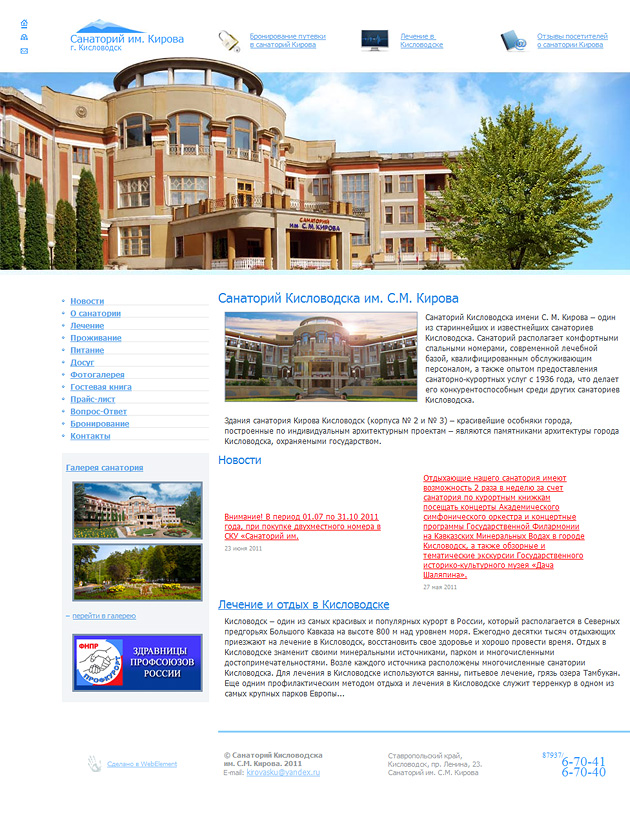 Санаторий им. Кирова
г. Кисловодск
Бронирование путевки
в санаторий Кирова
Лечение в
Кисловодске
Отзывы посетителей
о санатории Кирова
САНАТОРИЙ
ИМ. С.М. КИРОВА
Новости
О санатории
Лечение
Проживание
Питание
Досуг
Фотогалерея
Гостевая книга
Прайс-лист
Вопрос-Ответ
Бронирование
Контакты
Галерея санатория
– перейти в галерею
ФНПР
ПРОФКУРОРТ
ЗДРАВНИЦЫ
ПРОФСОЮЗОВ
РОССИИ
Санаторий Кисловодска им. С.М. Кирова
Санаторий Кисловодска имени С. М. Кирова – один
из стариннейших и известнейших санаториев
Кисловодска. Санаторий располагает комфортными
спальными номерами, современной лечебной
базой, квалифицированным обслуживающим
персоналом, а также опытом предоставления
санаторно-курортных услуг с 1936 года, что делает
его конкурентоспособным среди других санаториев
Кисловодска.
Здания санатория Кирова Кисловодск (корпуса № 2 и № 3) – красивейшие особняки города,
построенные по индивидуальным архитектурным проектам – являются памятниками архитектуры города
Кисловодска, охраняемыми государством.
Новости
Внимание! В период 01.07 по 31.10 2011
года, при покупке двухместного номера в
СКУ «Санаторий им.
23 июня 2011
Отдыхающие нашего санатория имеют
возможность 2 раза в неделю за счет
санатория по курортным книжкам
посещать концерты Академического
симфонического оркестра и концертные
програмы Государственной Филармонии
на Кавказских Минеральных Водах в городе
Кисловодск, а также обзорные и
тематические экскурсии Государственного
историко-культурного музея «Дача
Шаляпина».
27 мая 2011
Лечение и отдых в Кисловодске
Кисловодск – один из самых красивых и популярных курорт в России, который располагается в Северных
предгорьях Большого Кавказа на высоте 800 м над уровнем моря. Ежегодно десятки тысяч отдыхающих
приезжают на лечение в Кисловодск, восстановить свое здоровье и хорошо провести время. Отдых в
Кисловодске знаменит своими минеральными источниками, парком и многочисленными
достопримечательностями. Возле каждого источника расположены многочисленные санатории
Кисловодска. Для лечения в Кисловодске используются ванны, питьевое лечение, грязь озера Тамбукан.
Еще одним профилактическим методом отдыха и лечения в Кисловодске служит терренкур в одном из
самых крупных парков Европы...
Сделано в WebElement
© Санаторий Кисловодска
им. С.М. Кирова. 2011
E-mail: kirovasku@yandex.ru
Ставропольский край,
Кисловодск, пр. Ленина, 23.
Санаторий им. С.М. Кирова
87937/
6-70-41
6-70-40